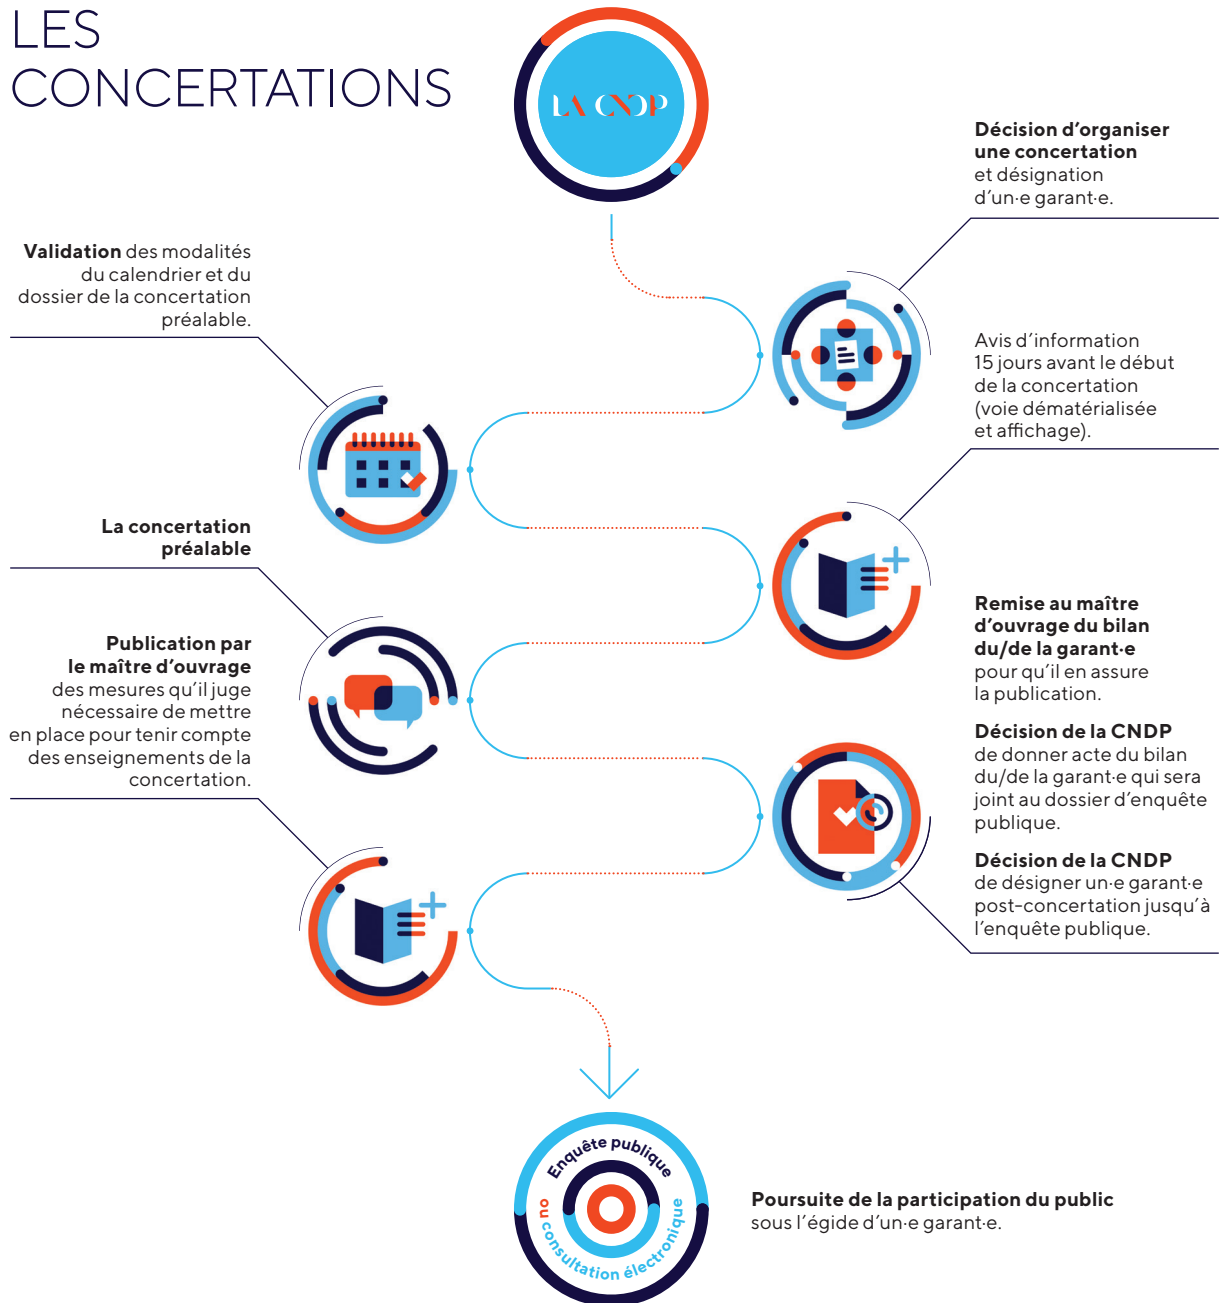 LES
CONCERTATIONS
LA CNDP
Décision d'organiser
une concertation
et désignation
d'un·e garant·e.
Validation des modalités
du calendrier et du
dossier de la concertation
préalable.
Avis d'information
15 jours avant le début
de la concertation
(voie dématérialisée
et affichage).
La concertation
préalable
Remise au maître
d'ouvrage du bilan
du/de la garant·e
pour qu'il en assure
la publication.
Décision de la CNDP
de donner acte du bilan
du/de la garant·e qui sera
joint au dossier d'enquête
publique.
Décision de la CNDP
de désigner un·e garant·e
post-concertation jusqu'à
l'enquête publique.
Publication par
le maître d'ouvrage
des mesures qu'il juge
nécessaire de mettre
en place pour tenir compte
des enseignements de la
concertation.
Enquête publique
ou consultation électronique
Poursuite de la participation du public
sous l'égide d'un·e garant·e.